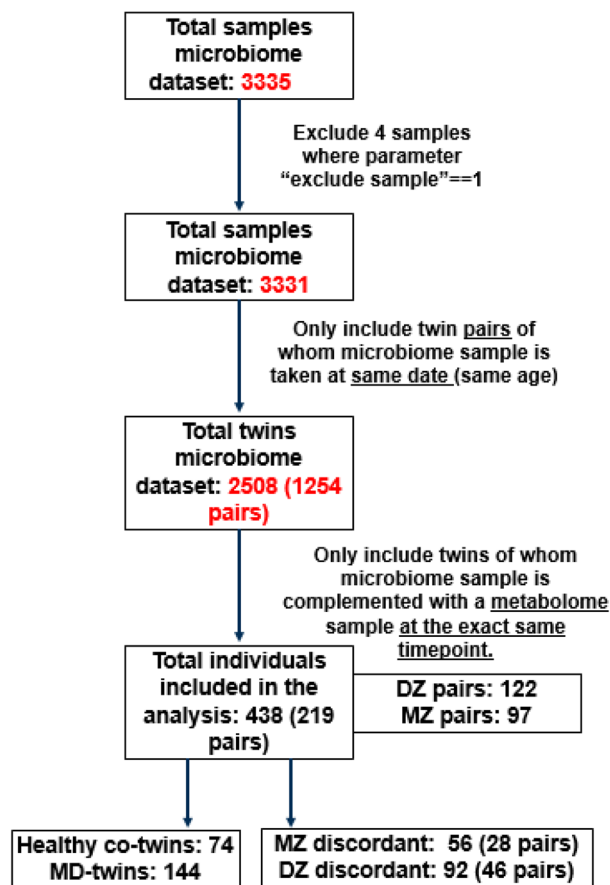 Total samples
microbiome
dataset: 3335
Exclude 4 samples
where parameter
“exclude sample”==1
Total samples
microbiome
dataset: 3331
Only include twin pairs of
whom microbiome sample is
taken at same date (same age)
Total twins
microbiome
dataset: 2508 (1254
pairs)
Only include twins of whom
microbiome sample is
complemented with a metabolome
sample at the exact same
timepoint.
Total individuals
included in the
analysis: 438 (219
pairs)
DZ pairs: 122
MZ pairs: 97
Healthy co-twins: 74
MD-twins: 144
MZ discordant: 56 (28 pairs)
DZ discordant: 92 (46 pairs)